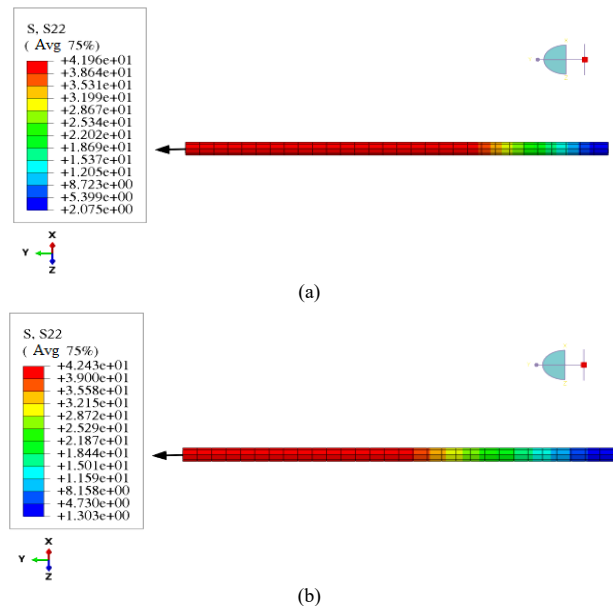 S, S22
( Avg 75%)
+4.196e+01
+3.864e+01
+3.531e+01
+3.199e+01
+2.867e+01
+2.534e+01
+2.202e+01
+1.869e+01
+1.537e+01
+1.205e+01
+8.723e+00
+5.399e+00
+2.075e+00
X
Y
Z
(a)
S, S22
( Avg 75%)
+4.243e+01
+3.900e+01
+3.558e+01
+3.215e+01
+2.872e+01
+2.529e+01
+2.187e+01
+1.844e+01
+1.501e+01
+1.159e+01
+8.158e+00
+4.730e+00
+1.303e+00
X
Y
Z
(b)